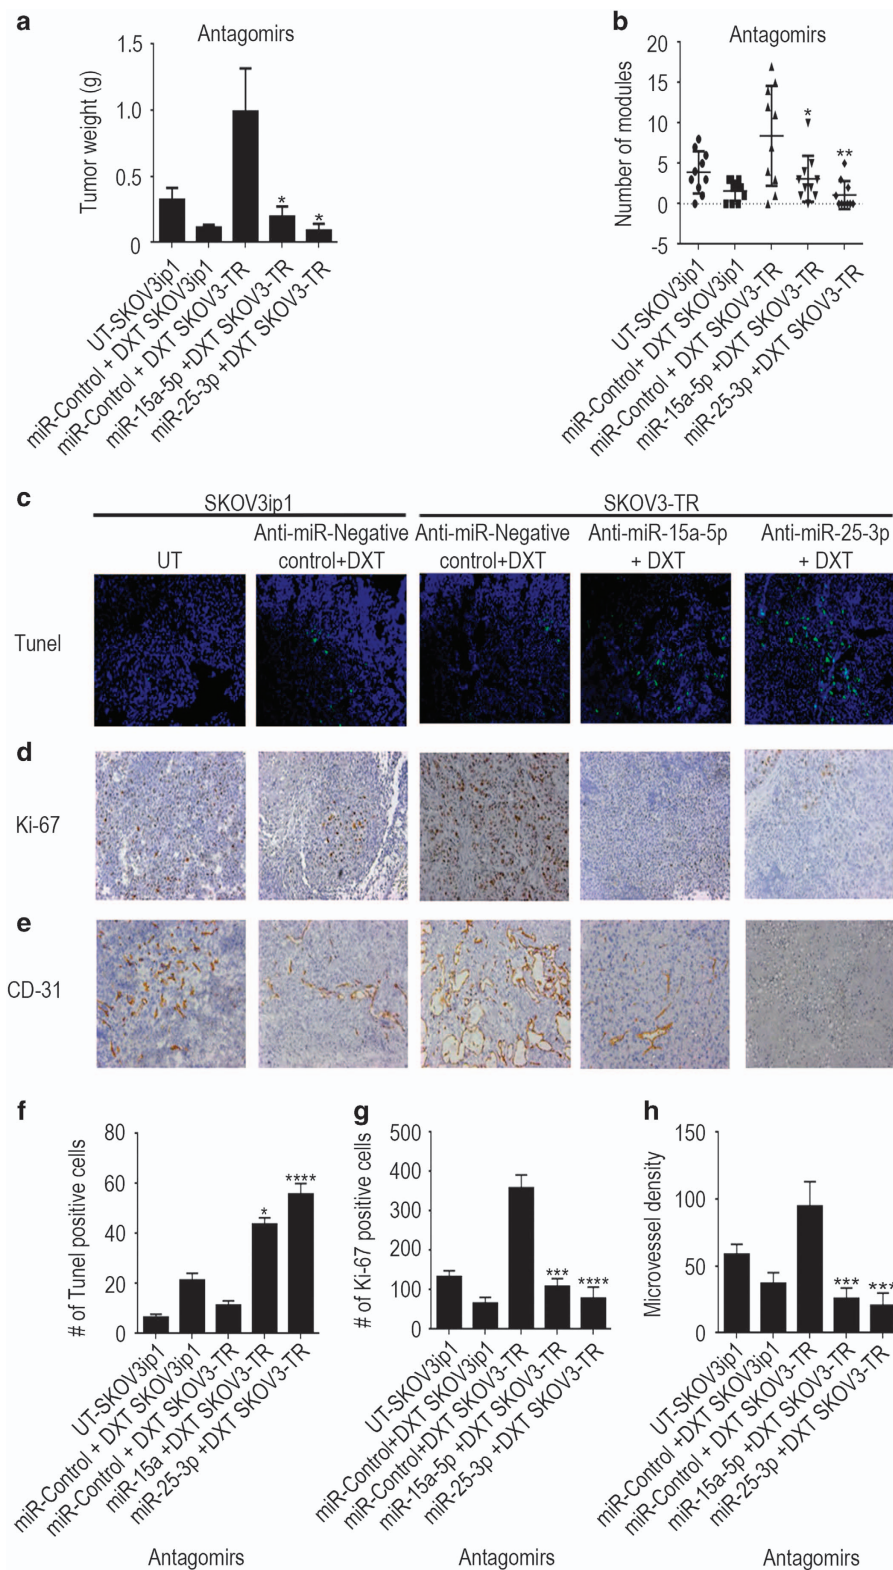 a
Antagomirs
Tumor weight (g)
1.5
1.0
0.5
0
*
*
UT-SKOV3ip1
miR-Control + DXT SKOV3ip1
miR-Control + DXT SKOV3-TR
miR-15a-5p +DXT SKOV3-TR
miR-25-3p +DXT SKOV3-TR
b
Antagomirs
Number of modules
20
15
10
5
0
-5
*
**
UT-SKOV3ip1
miR-Control+ DXT SKOV3ip1
miR-Control + DXT SKOV3-TR
miR-15a-5p +DXT SKOV3-TR
miR-25-3p +DXT SKOV3-TR
c
SKOV3ip1
SKOV3-TR
UT
Anti-miR-Negative
control+DXT
Anti-miR-Negative
control+DXT
Anti-miR-15a-5p
+ DXT
Anti-miR-25-3p
+ DXT
Tunel
d
Ki-67
e
CD-31
f
# of Tunel positive cells
80
60
40
20
0
*
****
UT-SKOV3ip1
miR-Control + DXT SKOV3ip1
miR-Control + DXT SKOV3-TR
miR-15a +DXT SKOV3-TR
miR-25-3p +DXT SKOV3-TR
Antagomirs
g
# of Ki-67 positive cells
500
400
300
200
100
0
***
****
UT-SKOV3ip1
miR-Control+DXT SKOV3ip1
miR-Control+DXT SKOV3-TR
miR-15a-5p +DXT SKOV3-TR
miR-25-3p +DXT SKOV3-TR
Antagomirs
h
Microvessel density
150
100
50
0
***
***
UT-SKOV3ip1
miR-Control +DXT SKOV3ip1
miR-Control + DXT SKOV3-TR
miR-15a-5p +DXT SKOV3-TR
miR-25-3p +DXT SKOV3-TR
Antagomirs